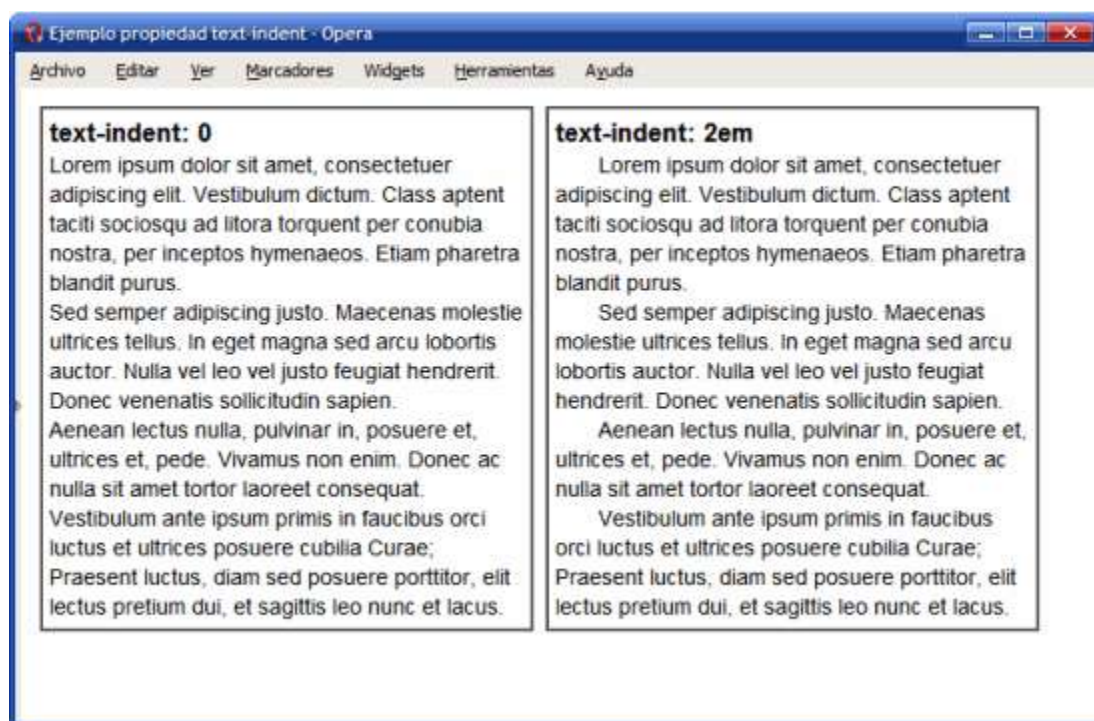 Ejemplo propiedad text-indent - Opera
Archivo Editar Ver Marcadores Widgets Herramientas Ayuda
text-indent: 0
Lorem ipsum dolor sit amet, consectetuer
adipiscing elit. Vestibulum dictum. Class aptent
taciti sociosqu ad litora torquent per conubia
nostra, per inceptos hymenaeos. Etiam pharetra
blandit purus.
Sed semper adipiscing justo. Maecenas molestie
ultrices tellus. In eget magna sed arcu lobortis
auctor. Nulla vel leo vel justo feugiat hendrerit.
Donec venenatis sollicitudin sapien.
Aenean lectus nulla, pulvinar in, posuere et,
ultrices et, pede. Vivamus non enim. Donec ac
nulla sit amet tortor laoreet consequat.
Vestibulum ante ipsum primis in faucibus orci
luctus et ultrices posuere cubilia Curae;
Praesent luctus, diam sed posuere porttitor, elit
lectus pretium dui, et sagittis leo nunc et lacus.
text-indent: 2em
Lorem ipsum dolor sit amet, consectetuer
adipiscing elit. Vestibulum dictum. Class aptent
taciti sociosqu ad litora torquent per conubia
nostra, per inceptos hymenaeos. Etiam pharetra
blandit purus.
Sed semper adipiscing justo. Maecenas
molestie ultrices tellus. In eget magna sed arcu
lobortis auctor. Nulla vel leo vel justo feugiat
hendrerit. Donec venenatis sollicitudin sapien.
Aenean lectus nulla, pulvinar in, posuere et,
ultrices et, pede. Vivamus non enim. Donec ac
nulla sit amet tortor laoreet consequat.
Vestibulum ante ipsum primis in faucibus
orci luctus et ultrices posuere cubilia Curae;
Praesent luctus, diam sed posuere porttitor, elit
lectus pretium dui, et sagittis leo nunc et lacus.